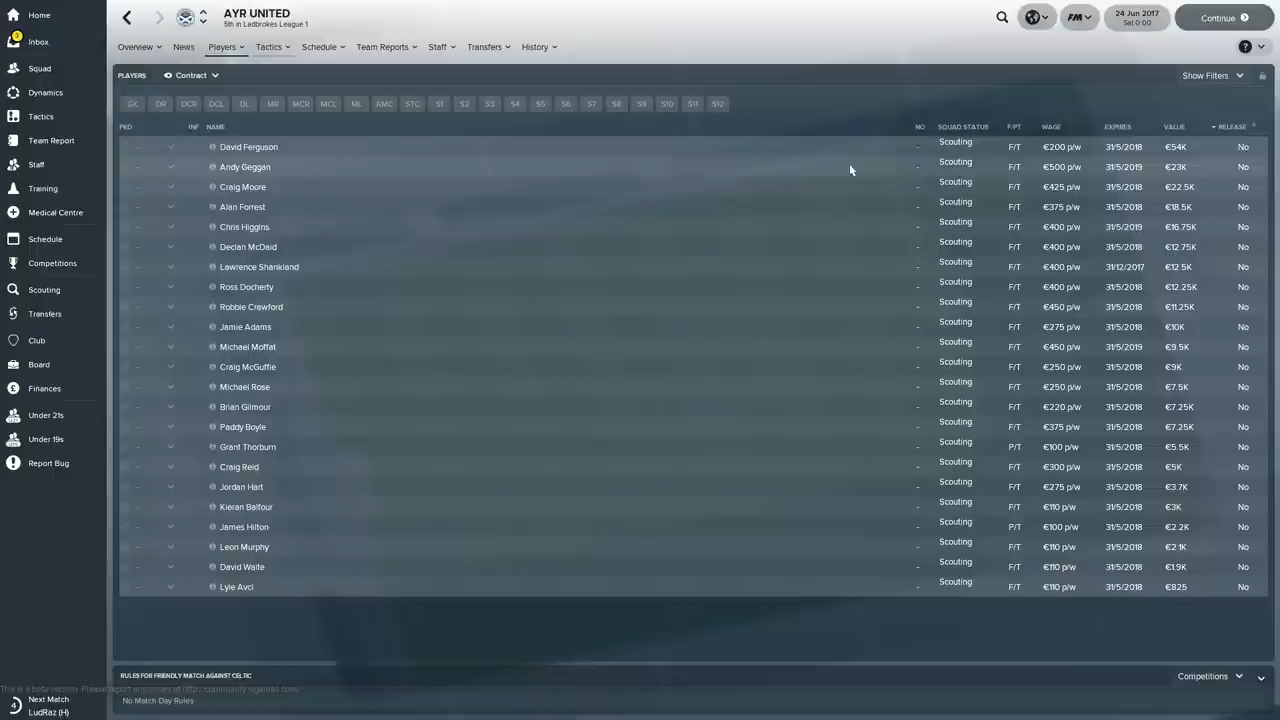 Home
3
Inbox
Squad
Dynamics
Tactics
Team Report
Staff
Training
Medical Centre
Schedule
Competitions
Scouting
Transfers
Club
Board
Finances
Under 21s
Under 19s
Report Bug
AYR UNITED
5th in Ladbrokes League 1
FM
24 Jun 2017
Sat 0:00
Continue
Overview News Players Tactics Schedule Team Reports Staff Transfers History
?
PLAYERS Contract Show Filters
GK DR DCR DCL DL MR MCR MCL ML AMC STC S1 S2 S3 S4 S5 S6 S7 S8 S9 S10 S11 S12
PKD INF NAME NO SQUAD STATUS F/PT WAGE EXPIRES VALUE RELEASE
- David Ferguson - Scouting F/T €200 p/w 31/5/2018 €54K No
- Andy Geggan - Scouting F/T €500 p/w 31/5/2019 €23K No
- Craig Moore - Scouting F/T €425 p/w 31/5/2018 €22.5K No
- Alan Forrest - Scouting F/T €375 p/w 31/5/2018 €18.5K No
- Chris Higgins - Scouting F/T €400 p/w 31/5/2019 €16.75K No
- Declan McDaid - Scouting F/T €400 p/w 31/5/2018 €12.75K No
- Lawrence Shankland - Scouting F/T €400 p/w 31/12/2017 €12.5K No
- Ross Docherty - Scouting F/T €400 p/w 31/5/2018 €12.25K No
- Robbie Crawford - Scouting F/T €450 p/w 31/5/2018 €11.25K No
- Jamie Adams - Scouting F/T €275 p/w 31/5/2018 €10K No
- Michael Moffat - Scouting F/T €450 p/w 31/5/2019 €9.5K No
- Craig McGuffie - Scouting F/T €250 p/w 31/5/2018 €9K No
- Michael Rose - Scouting F/T €250 p/w 31/5/2018 €7.5K No
- Brian Gilmour - Scouting F/T €220 p/w 31/5/2018 €7.25K No
- Paddy Boyle - Scouting F/T €375 p/w 31/5/2018 €7.25K No
- Grant Thorburn - Scouting P/T €100 p/w 31/5/2018 €5.5K No
- Craig Reid - Scouting F/T €300 p/w 31/5/2018 €5K No
- Jordan Hart - Scouting F/T €275 p/w 31/5/2018 €3.7K No
- Kieran Balfour - Scouting F/T €110 p/w 31/5/2018 €3K No
- James Hilton - Scouting P/T €100 p/w 31/5/2018 €2.2K No
- Leon Murphy - Scouting F/T €110 p/w 31/5/2018 €2.1K No
- David Waite - Scouting F/T €110 p/w 31/5/2018 €1.9K No
- Lyle Avci - Scouting F/T €110 p/w 31/5/2018 €825 No
RULES FOR FRIENDLY MATCH AGAINST CELTIC Competitions
This is a beta version. Please report any issues at http://community.sigames.com/
No Match Day Rules
4
Next Match
LudRaz (H)